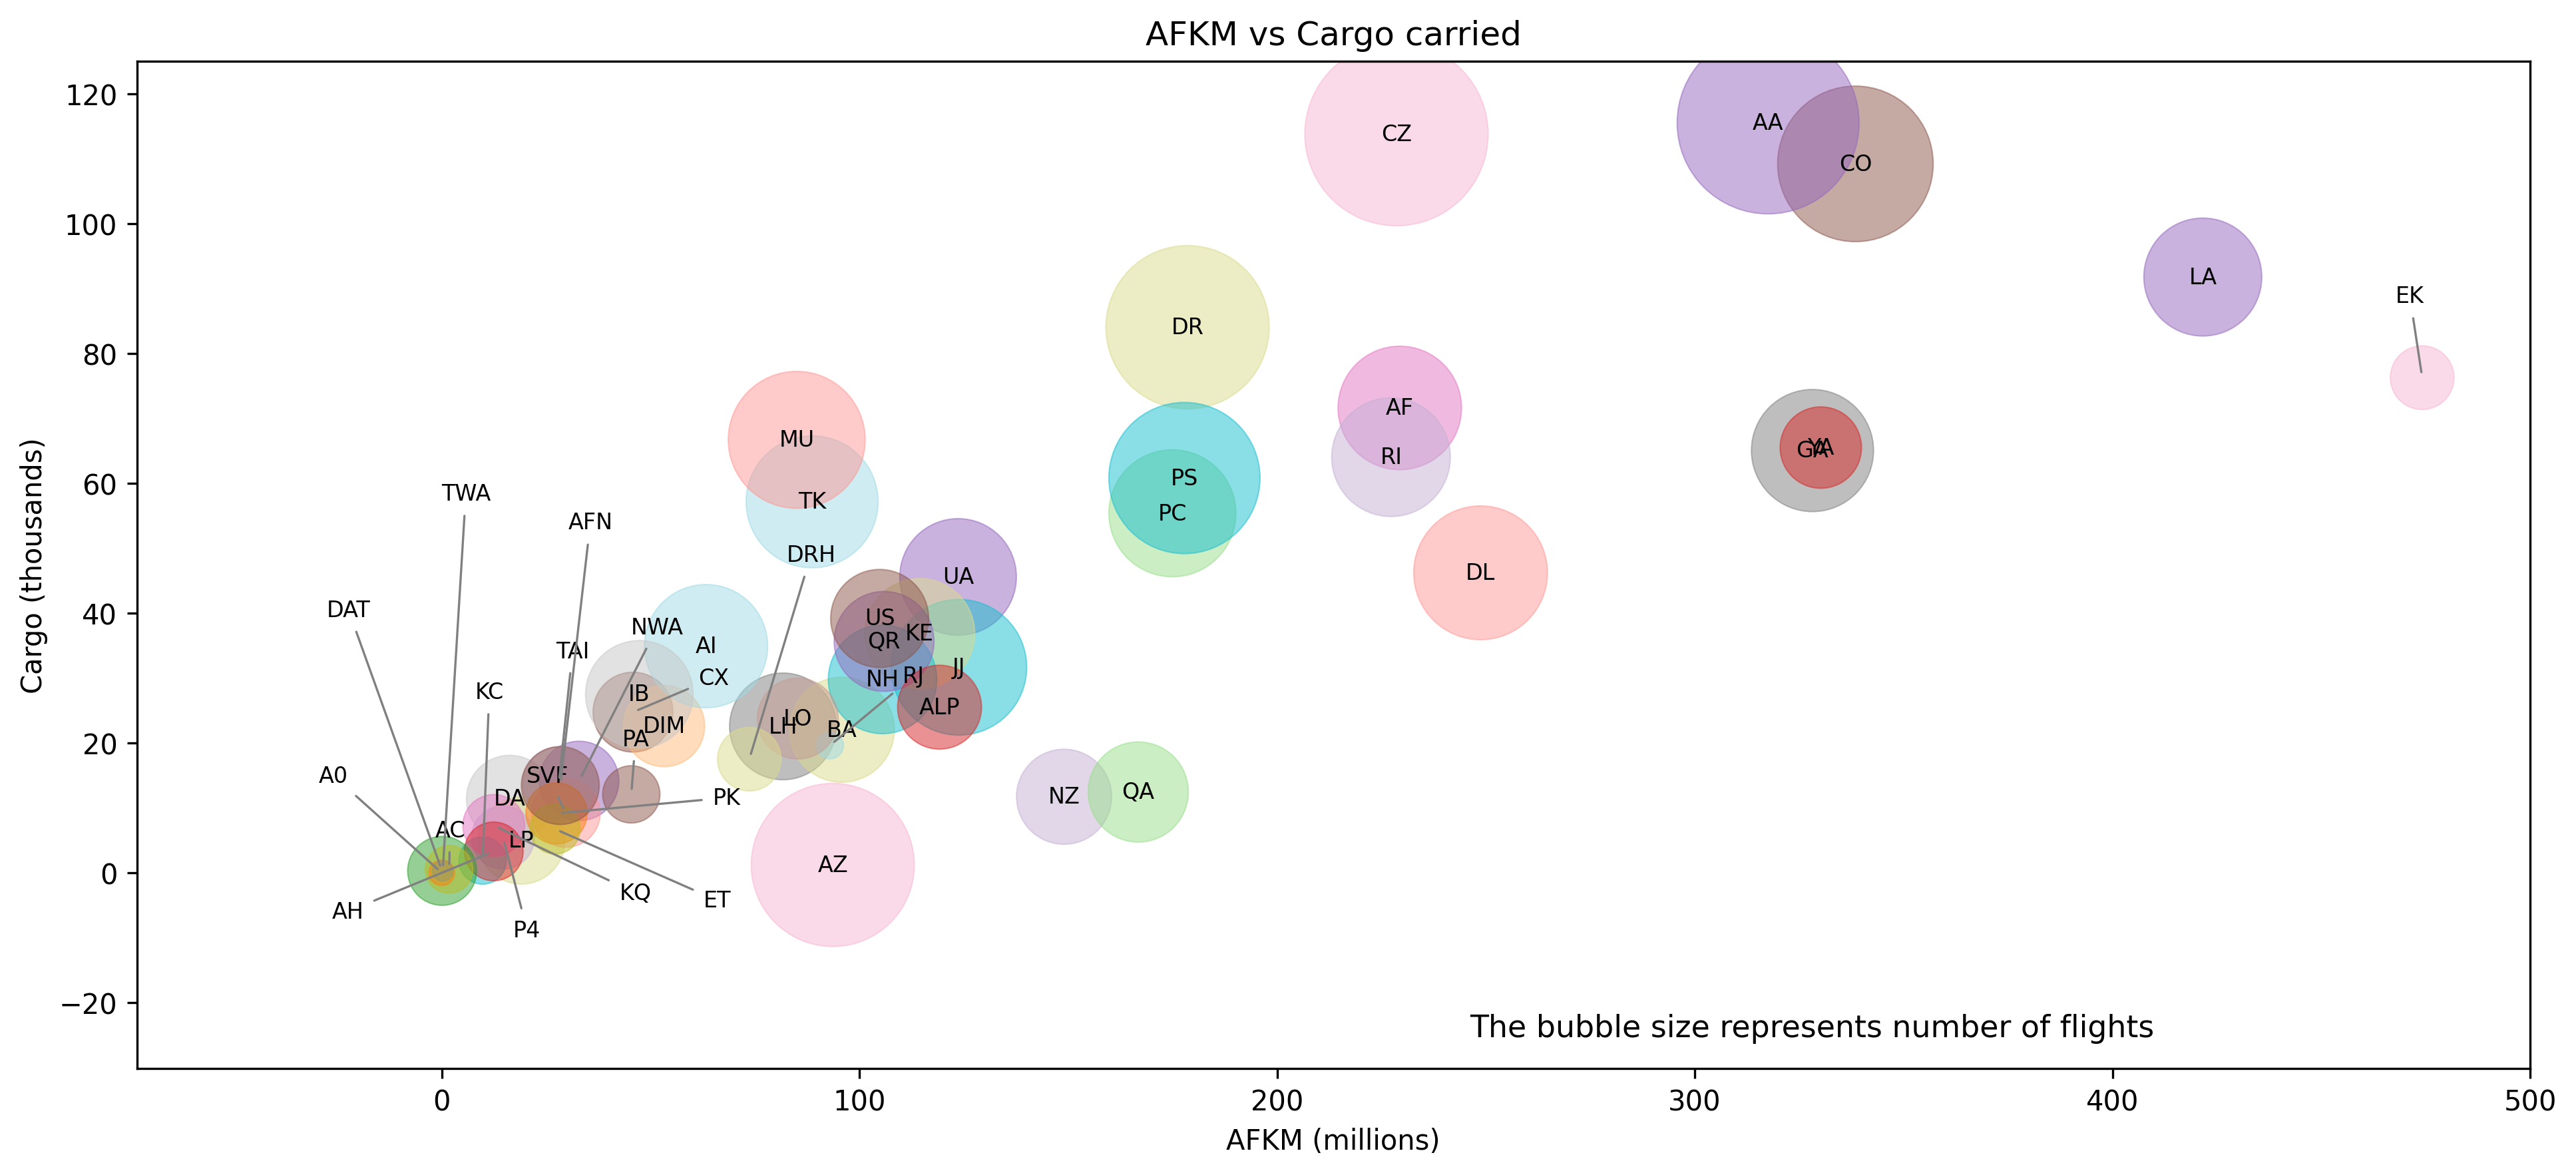 AFKM vs Cargo carried
Cargo (thousands)
120
100
80
60
40
20
0
−20
CZ
AA
CO
LA
EK
DR
AF
RI
MU
TK
PS
PC
GA
YA
DL
TWA
AFN
DRH
DAT
UA
US
KE
QR
NWA
AI
TAI
CX
NH
RJ
JJ
KC
IB
ALP
DIM
LO
LH
BA
PA
A0
SVF
DA
PK
NZ
QA
AC
LP
AZ
KQ
ET
AH
P4
The bubble size represents number of flights
0
100
200
300
400
500
AFKM (millions)